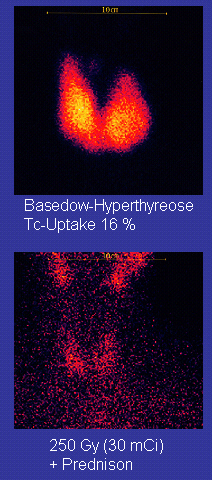 10cm
Basedow-Hyperthyreose
Tc-Uptake 16 %
10cm
250 Gy (30 mCi)
+ Prednison